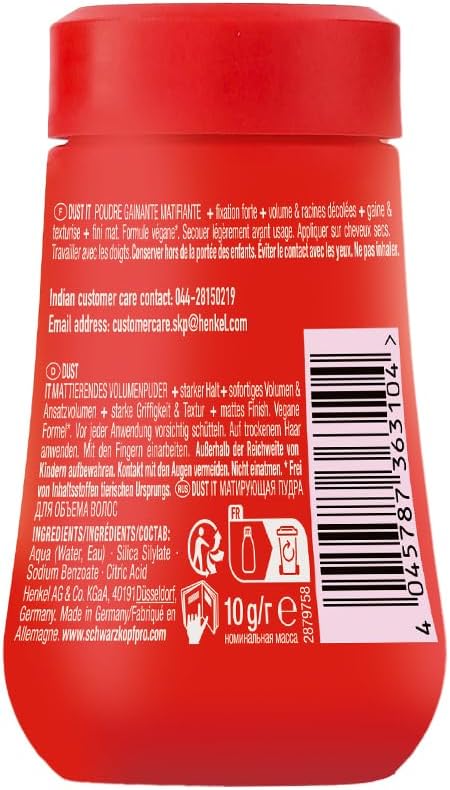 F DUST IT POUDRE GAINANTE MATIFIANTE + fixation forte + volume & racines décollées + gaine &
texturise + fini mat. Formule végane*. Secouer légèrement avant usage. Appliquer sur cheveux secs.
Travailler avec les doigts. Conserver hors de la portée des enfants. Éviter le contact avec les yeux. Ne pas inhaler.
Indian customer care contact: 044-28150219
Email address: customercare.skp@henkel.com
D DUST
IT MATTIERENDES VOLUMENPUDER + starker Halt + sofortiges Volumen &
Ansatzvolumen + starke Griffigkeit & Textur + mattes Finish. Vegane
Formel*. Vor jeder Anwendung vorsichtig schütteln. Auf trockenem Haar
anwenden. Mit den Fingern einarbeiten. Außerhalb der Reichweite von
Kindern aufbewahren. Kontakt mit den Augen vermeiden. Nicht einatmen. * Frei
von Inhaltsstoffen tierischen Ursprungs. RUS DUST IT МАТИРУЮЩАЯ ПУДРА
ДЛЯ ОБЪЕМА ВОЛОС
INGREDIENTS/INGRÉDIENTS/СОСТАВ:
Aqua (Water, Eau) · Silica Silylate ·
Sodium Benzoate · Citric Acid
Henkel AG & Co. KGaA, 40191 Düsseldorf,
Germany. Made in Germany/Fabriqué en
Allemagne. www.schwarzkopfpro.com
FR
10 g/г e
номинальная масса
2879758
4 045787 363104 >